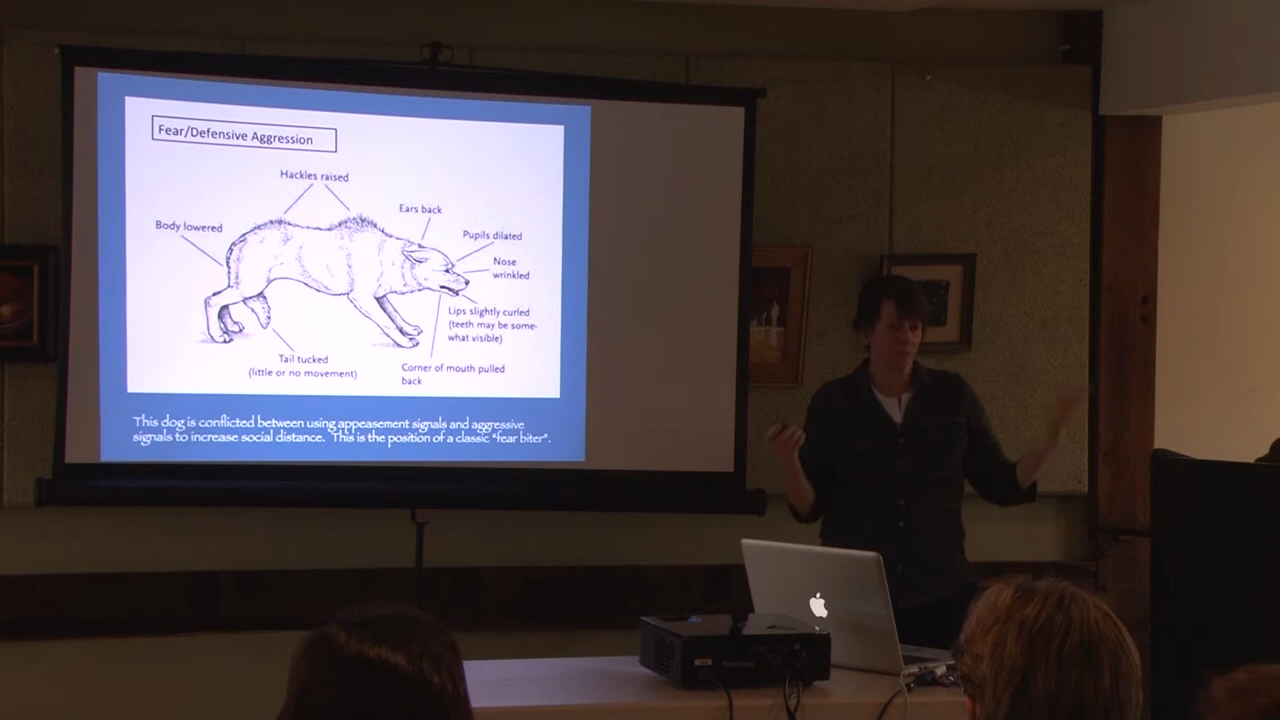 Fear/Defensive Aggression
Hackles raised
Ears back
Body lowered
Pupils dilated
Nose
wrinkled
Lips slightly curled
(teeth may be some-
what visible)
Tail tucked
(little or no movement)
Corner of mouth pulled
back
This dog is conflicted between using appeasement signals and aggressive
signals to increase social distance. This is the position of a classic "fear biter".
ViewSonic